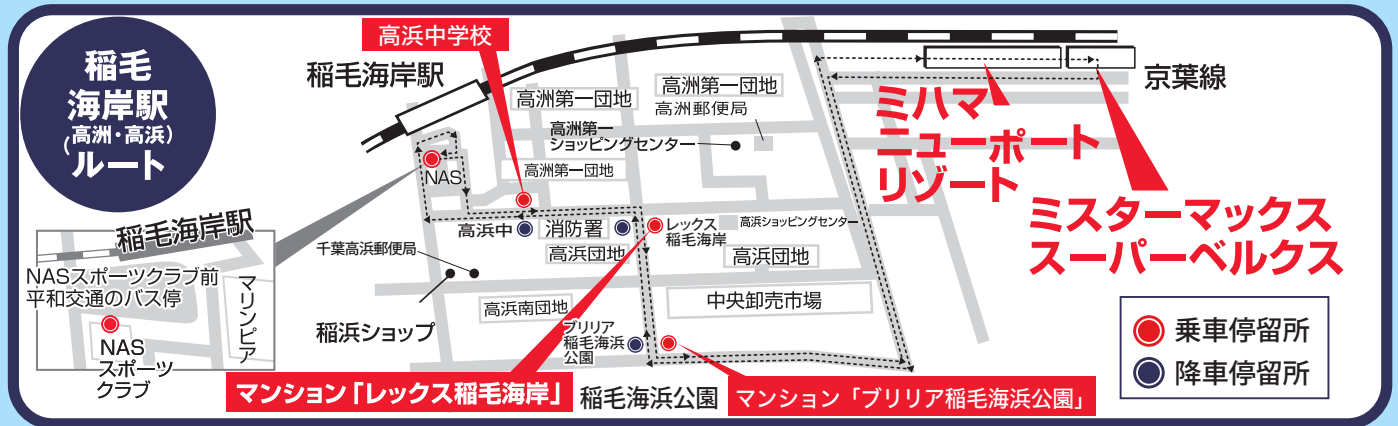 稲毛
海岸駅
(高洲・高浜)
ルート
高浜中学校
稲毛海岸駅
高洲第一団地
高洲第一団地
高洲郵便局
高洲第一
ショッピングセンター
高洲第一団地
NAS
京葉線
ミハマ
ニューポート
リゾート
ミスターマックス
スーパーベルクス
高浜中
消防署
レックス
稲毛海岸
高浜ショッピングセンター
高浜団地
高浜団地
千葉高浜郵便局
稲毛海岸駅
NASスポーツクラブ前
平和交通のバス停
マリンピア
NAS
スポーツ
クラブ
稲浜ショップ
高浜南団地
中央卸売市場
ブリリア
稲毛海浜
公園
マンション「レックス稲毛海岸」
稲毛海浜公園
マンション「ブリリア稲毛海浜公園」
乗車停留所
降車停留所